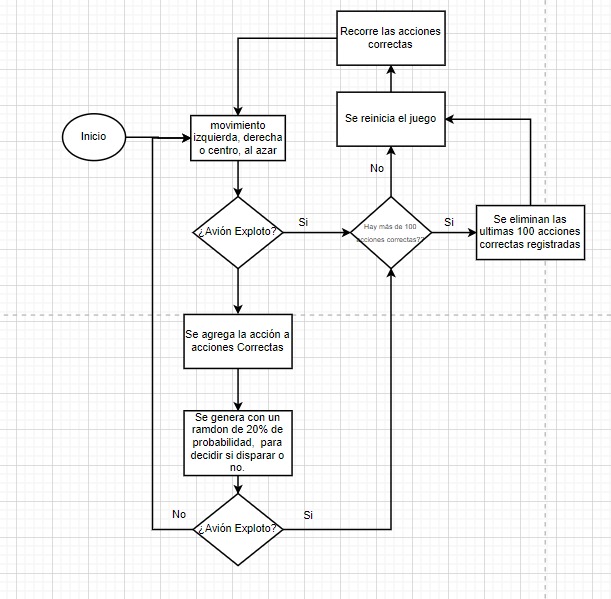 Recorre las acciones
correctas
Inicio
movimiento
izquierda, derecha
o centro, al azar
Se reinicia el juego
No
¿Avión Exploto?
Si
Hay más de 100
acciones correctas??
Si
Se eliminan las
ultimas 100 acciones
correctas registradas
Se agrega la acción a
acciones Correctas
Se genera con un
ramdon de 20% de
probabilidad, para
decidir si disparar o
no.
No
¿Avión Exploto?
Si